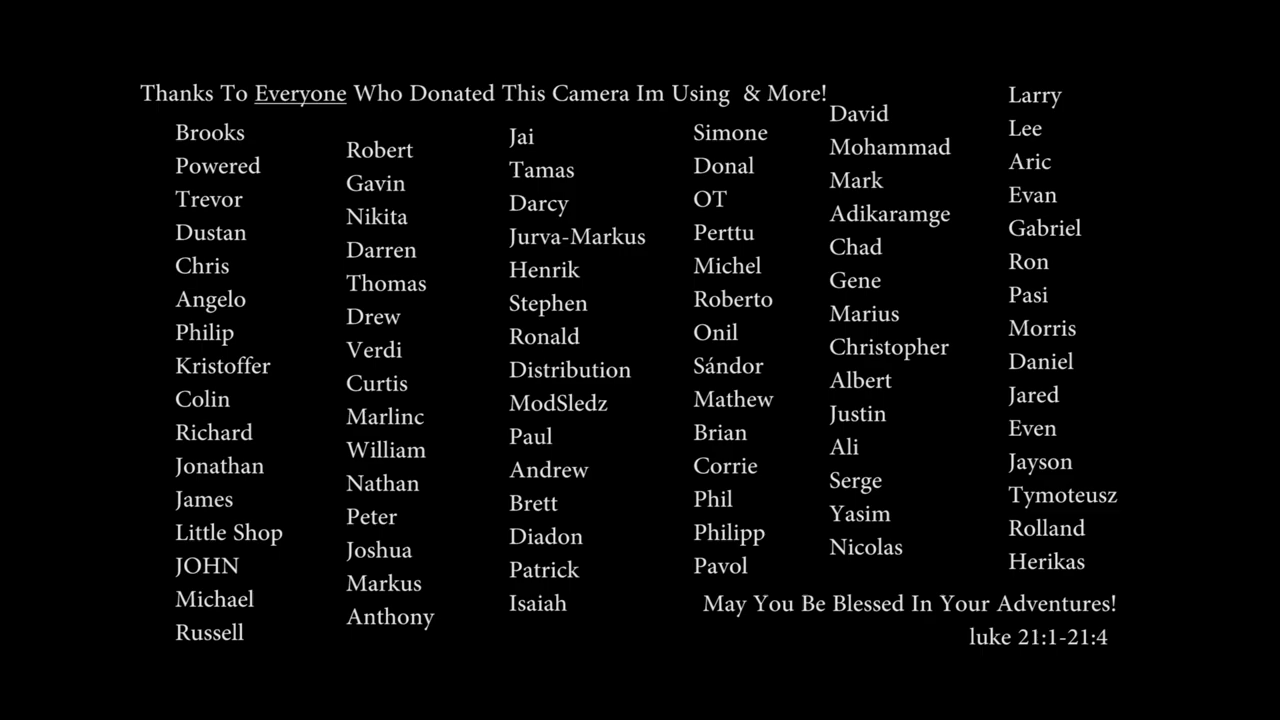 Thanks To Everyone Who Donated This Camera Im Using & More!
Brooks
Powered
Trevor
Dustan
Chris
Angelo
Philip
Kristoffer
Colin
Richard
Jonathan
James
Little Shop
JOHN
Michael
Russell
Robert
Gavin
Nikita
Darren
Thomas
Drew
Verdi
Curtis
Marlinc
William
Nathan
Peter
Joshua
Markus
Anthony
Jai
Tamas
Darcy
Jurva-Markus
Henrik
Stephen
Ronald
Distribution
ModSledz
Paul
Andrew
Brett
Diadon
Patrick
Isaiah
Simone
Donal
OT
Perttu
Michel
Roberto
Onil
Sándor
Mathew
Brian
Corrie
Phil
Philipp
Pavol
David
Mohammad
Mark
Adikaramge
Chad
Gene
Marius
Christopher
Albert
Justin
Ali
Serge
Yasim
Nicolas
Larry
Lee
Aric
Evan
Gabriel
Ron
Pasi
Morris
Daniel
Jared
Even
Jayson
Tymoteusz
Rolland
Herikas
May You Be Blessed In Your Adventures!
luke 21:1-21:4